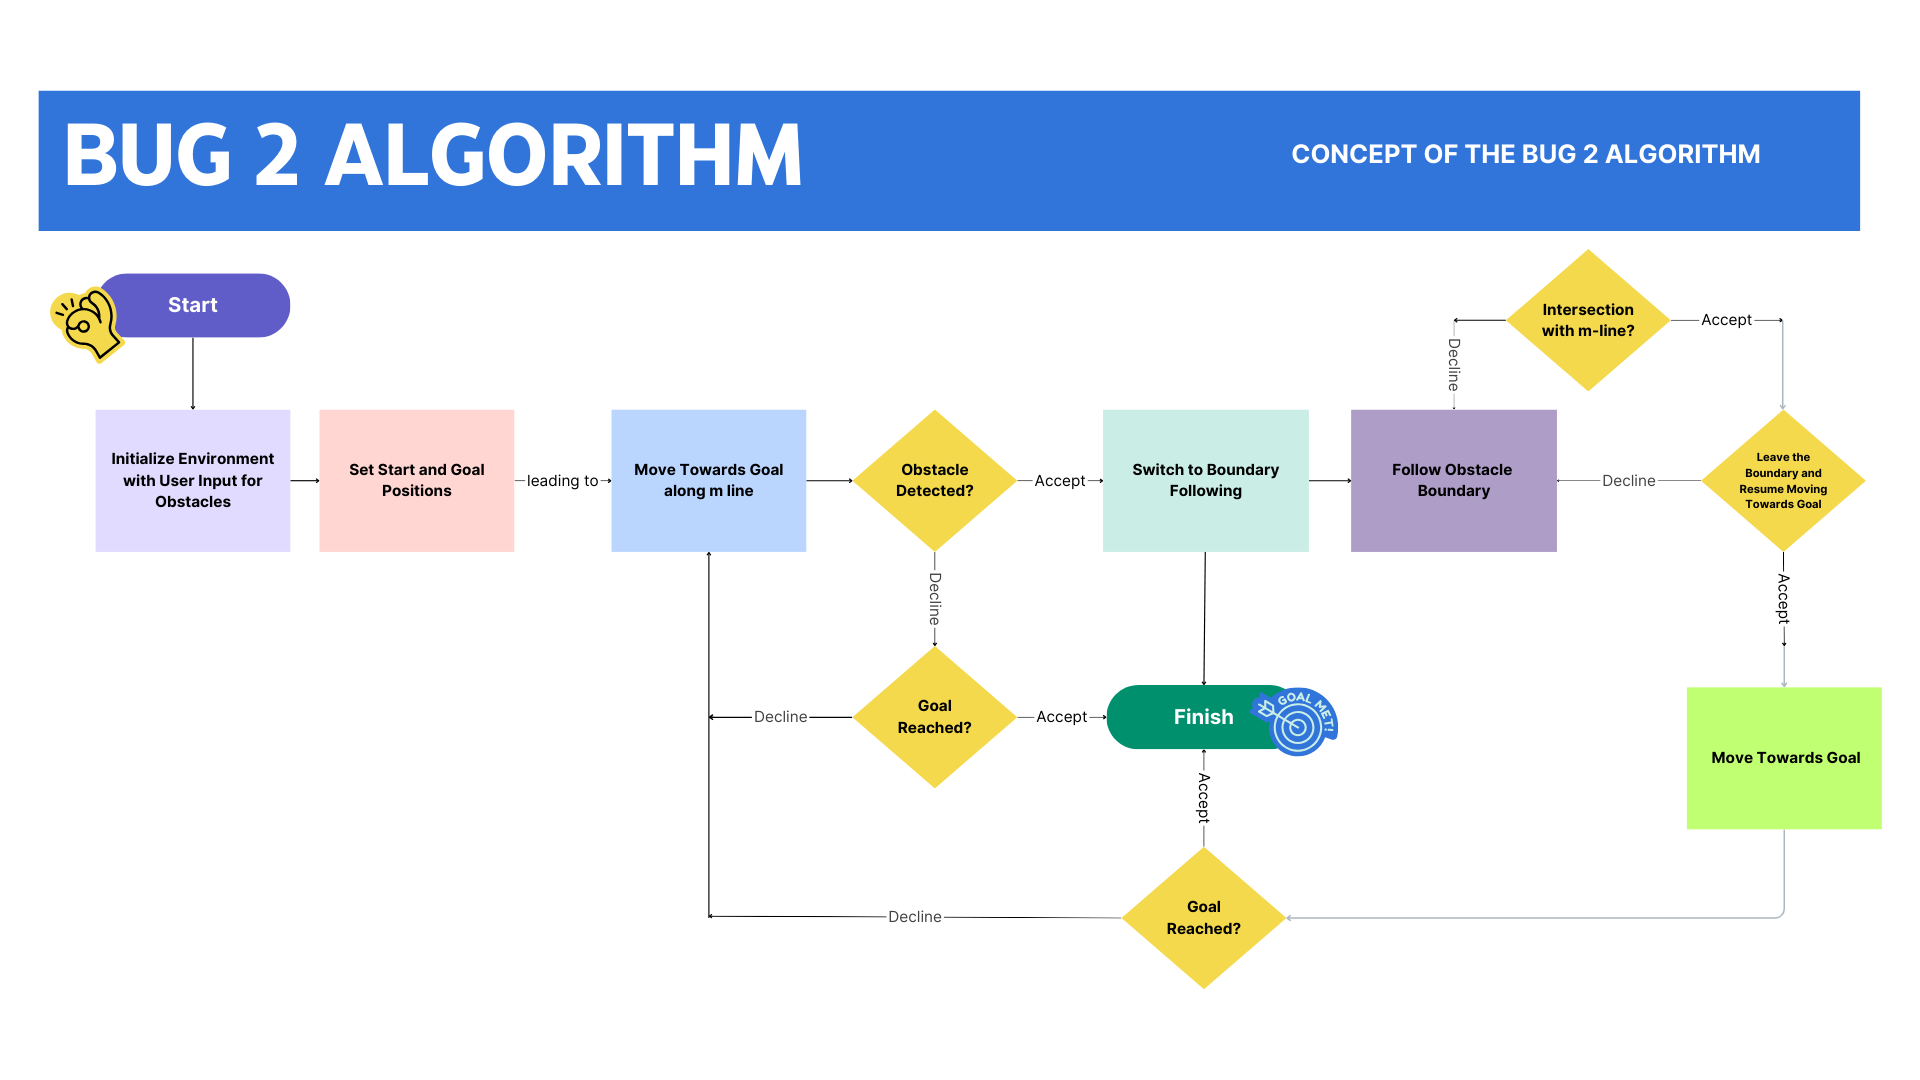 BUG 2 ALGORITHM
CONCEPT OF THE BUG 2 ALGORITHM
Start
Intersection
with m-line?
Accept
Decline
Initialize Environment
with User Input for
Obstacles
Set Start and Goal
Positions
leading to
Move Towards Goal
along m line
Obstacle
Detected?
Accept
Switch to Boundary
Following
Follow Obstacle
Boundary
Decline
Leave the
Boundary and
Resume Moving
Towards Goal
Decline
Accept
Decline
Goal
Reached?
Accept
Finish
GOAL MET!
Move Towards Goal
Accept
Decline
Goal
Reached?